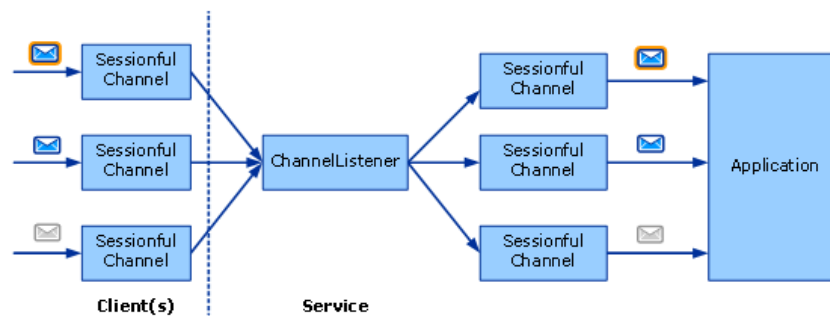 Sessionful
Channel
Sessionful
Channel
Sessionful
Channel
ChannelListener
Sessionful
Channel
Sessionful
Channel
Sessionful
Channel
Application
Client(s)
Service